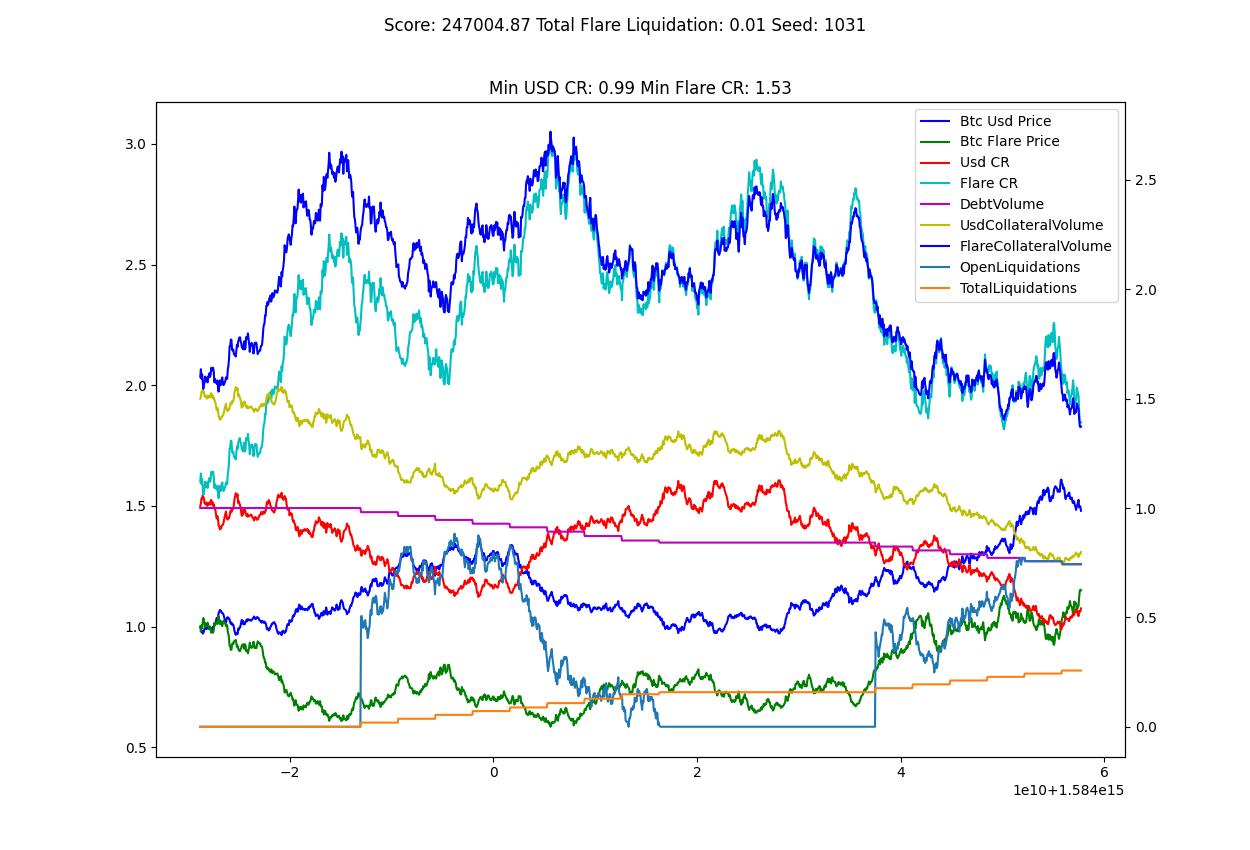 Score: 247004.87 Total Flare Liquidation: 0.01 Seed: 1031
Min USD CR: 0.99 Min Flare CR: 1.53
Btc Usd Price
Btc Flare Price
Usd CR
Flare CR
DebtVolume
UsdCollateralVolume
FlareCollateralVolume
OpenLiquidations
TotalLiquidations
3.0
2.5
2.0
1.5
1.0
0.5
2.5
2.0
1.5
1.0
0.5
0.0
−2
0
2
4
6
1e10+1.584e15